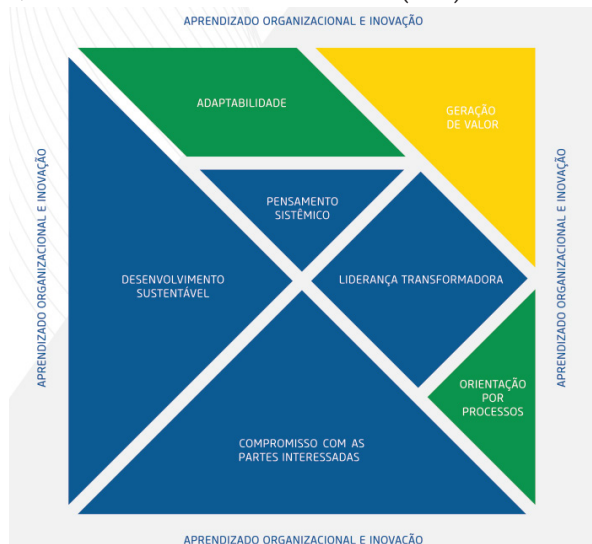 APRENDIZADO ORGANIZACIONAL E INOVAÇÃO
ADAPTABILIDADE
GERAÇÃO
DE VALOR
APRENDIZADO ORGANIZACIONAL E INOVAÇÃO
PENSAMENTO
SISTÊMICO
DESENVOLVIMENTO
SUSTENTÁVEL
LIDERANÇA TRANSFORMADORA
APRENDIZADO ORGANIZACIONAL E INOVAÇÃO
ORIENTAÇÃO
POR
PROCESSOS
COMPROMISSO COM AS
PARTES INTERESSADAS
APRENDIZADO ORGANIZACIONAL E INOVAÇÃO